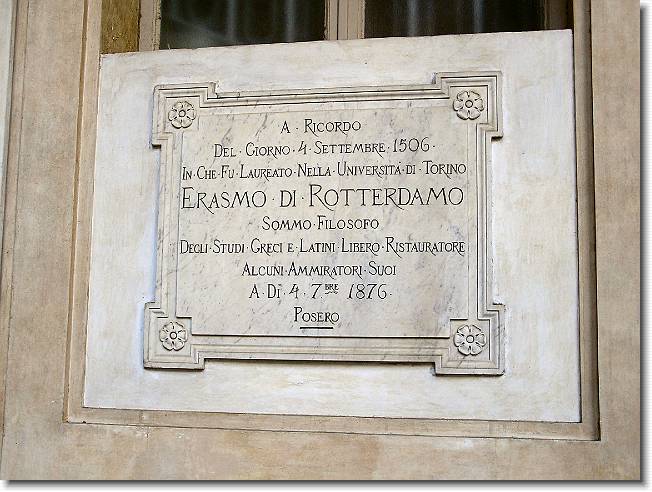 A · RICORDO
DEL · GIORNO · 4 · SETTEMBRE · 1506 ·
IN · CHE · FU · LAUREATO · NELLA · UNIVERSITÀ · DI · TORINO
ERASMO · DI · ROTTERDAMO
SOMMO · FILOSOFO
DEGLI · STUDI · GRECI · E · LATINI · LIBERO · RISTAURATORE
ALCUNI · AMMIRATORI · SUOI
A · DÌ · 4 · 7BRE · 1876 ·
POSERO